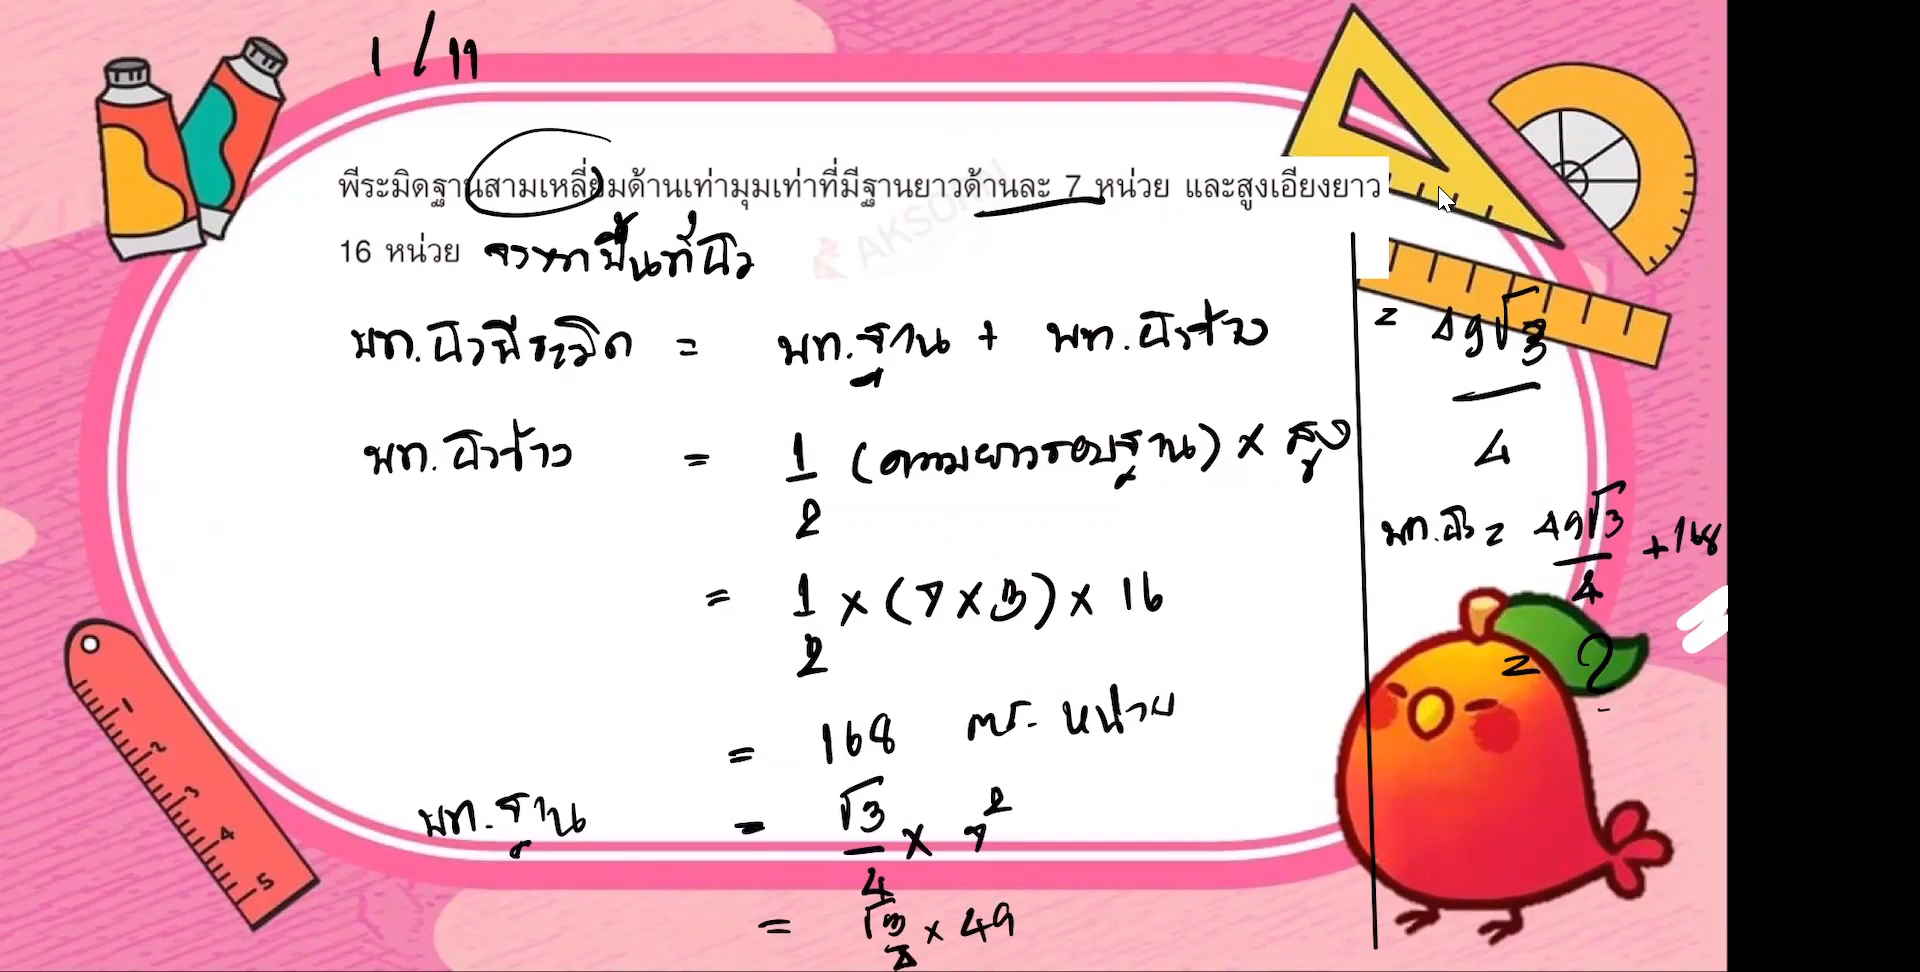 1/11
พีระมิดฐานสามเหลี่ยมด้านเท่ามุมเท่าที่มีฐานยาวด้านละ 7 หน่วย และสูงเอียงยาว
16 หน่วย จงหาพื้นที่ผิว
AKSORN
พท.ผิวพีระมิด = พท.ฐาน + พท.ผิวข้าง
พท.ผิวข้าง = 1/2 (ความยาวรอบฐาน) × สูง
= 1/2 × (7 × 3) × 16
= 168 ตร. หน่วย
พท.ฐาน = √3/4 × 7²
= √3/4 × 49
= 49√3/4
พท.ผิว = 49√3/4 + 168
= ?